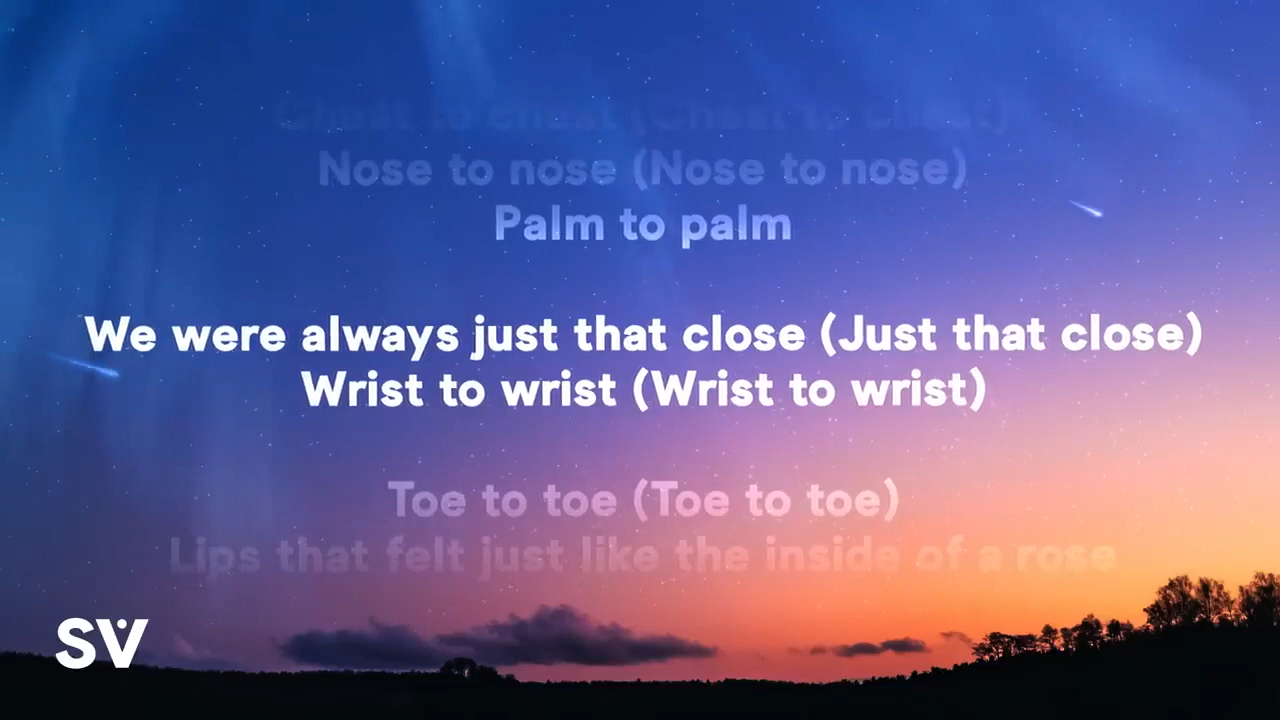 Chest to chest (Chest to chest)
Nose to nose (Nose to nose)
Palm to palm
We were always just that close (Just that close)
Wrist to wrist (Wrist to wrist)
Toe to toe (Toe to toe)
Lips that felt just like the inside of a rose
SV